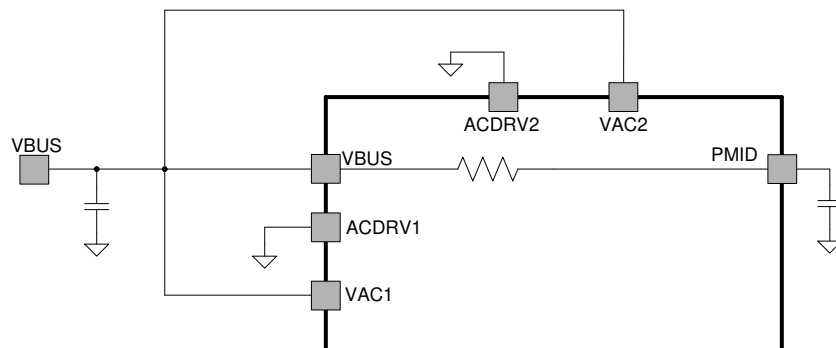 ACDRV2
VAC2
VBUS
VBUS
PMID
ACDRV1
VAC1